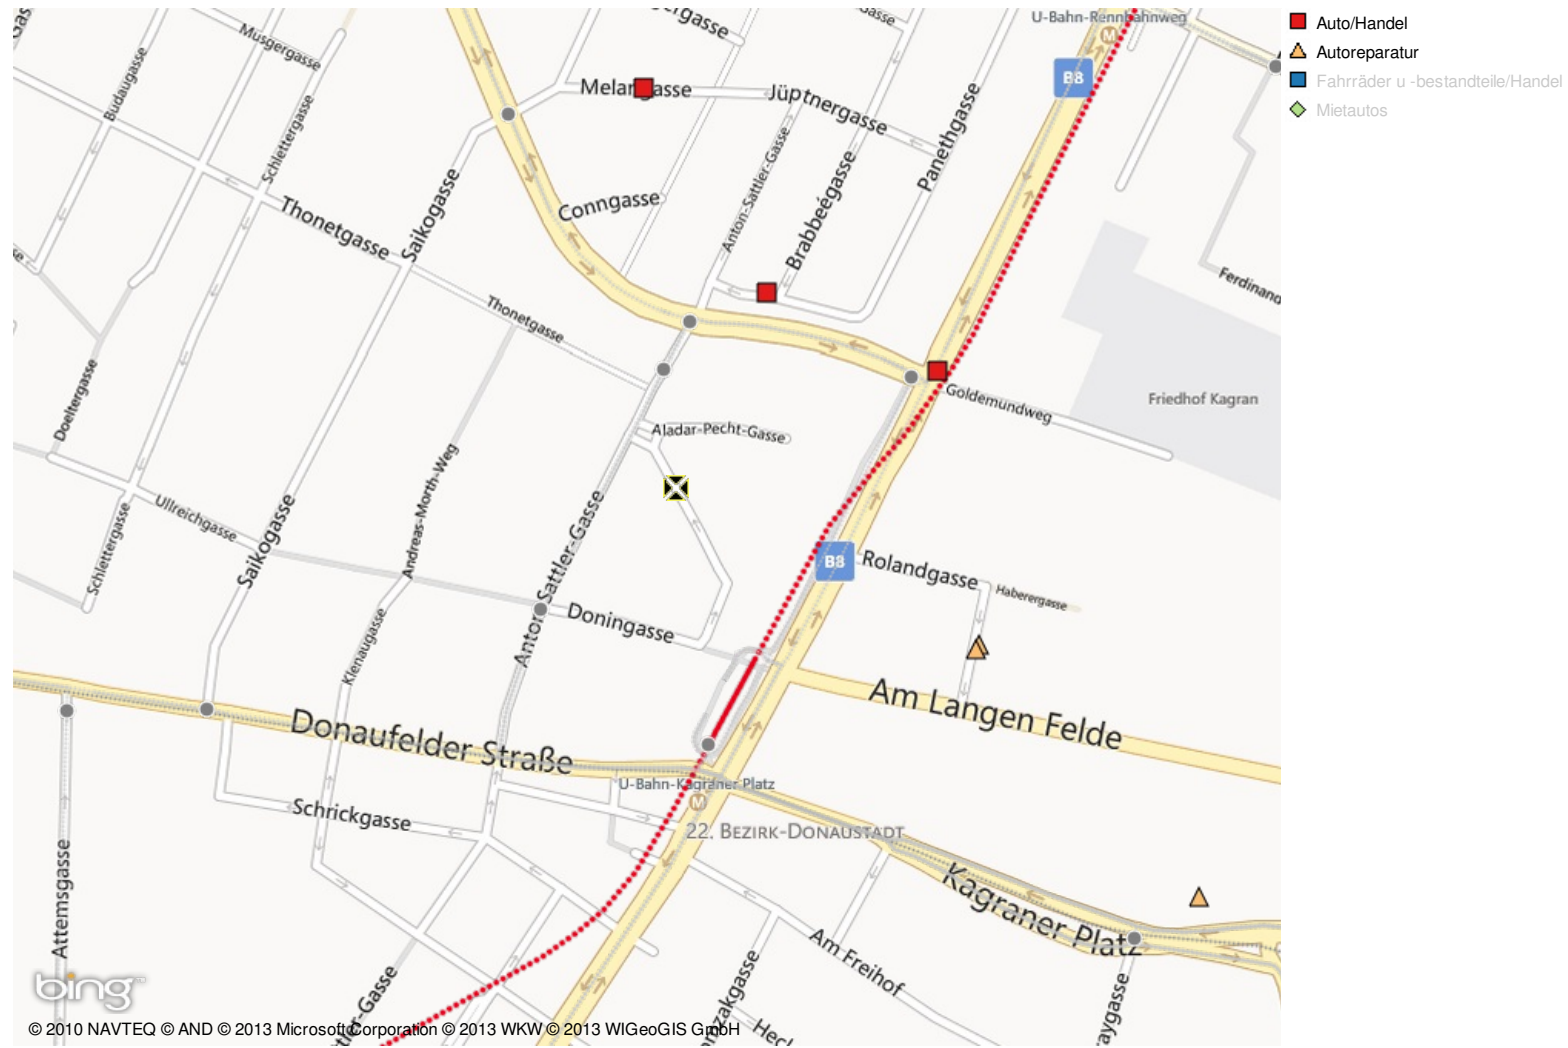 U-Bahn-Rennbahnweg
Musgergasse
Budaugasse
B8
Melangasse
Jüptnergasse
Panethgasse
Schlettergasse
Anton-Sattler-Gasse
Brabbeégasse
Saikogasse
Conngasse
Thonetgasse
Ferdinand
Thonetgasse
Doeltergasse
Goldemundweg
Friedhof Kagran
Aladar-Pecht-Gasse
Andreas-Morth-Weg
Ullreichgasse
Schlettergasse
Saikogasse
Anton-Sattler-Gasse
B8
Rolandgasse
Haberergasse
Doningasse
Klenaugasse
Am Langen Felde
Donaufelder Straße
U-Bahn-Kagraner Platz
M
M
22. BEZIRK-DONAUSTADT
Schrickgasse
Attemsgasse
Kagraner Platz
Am Freihof
bing™
© 2010 NAVTEQ © AND © 2013 Microsoft Corporation © 2013 WKW © 2013 WIGeoGIS GmbH
Auto/Handel
Autoreparatur
Fahrräder u -bestandteile/Handel
Mietautos